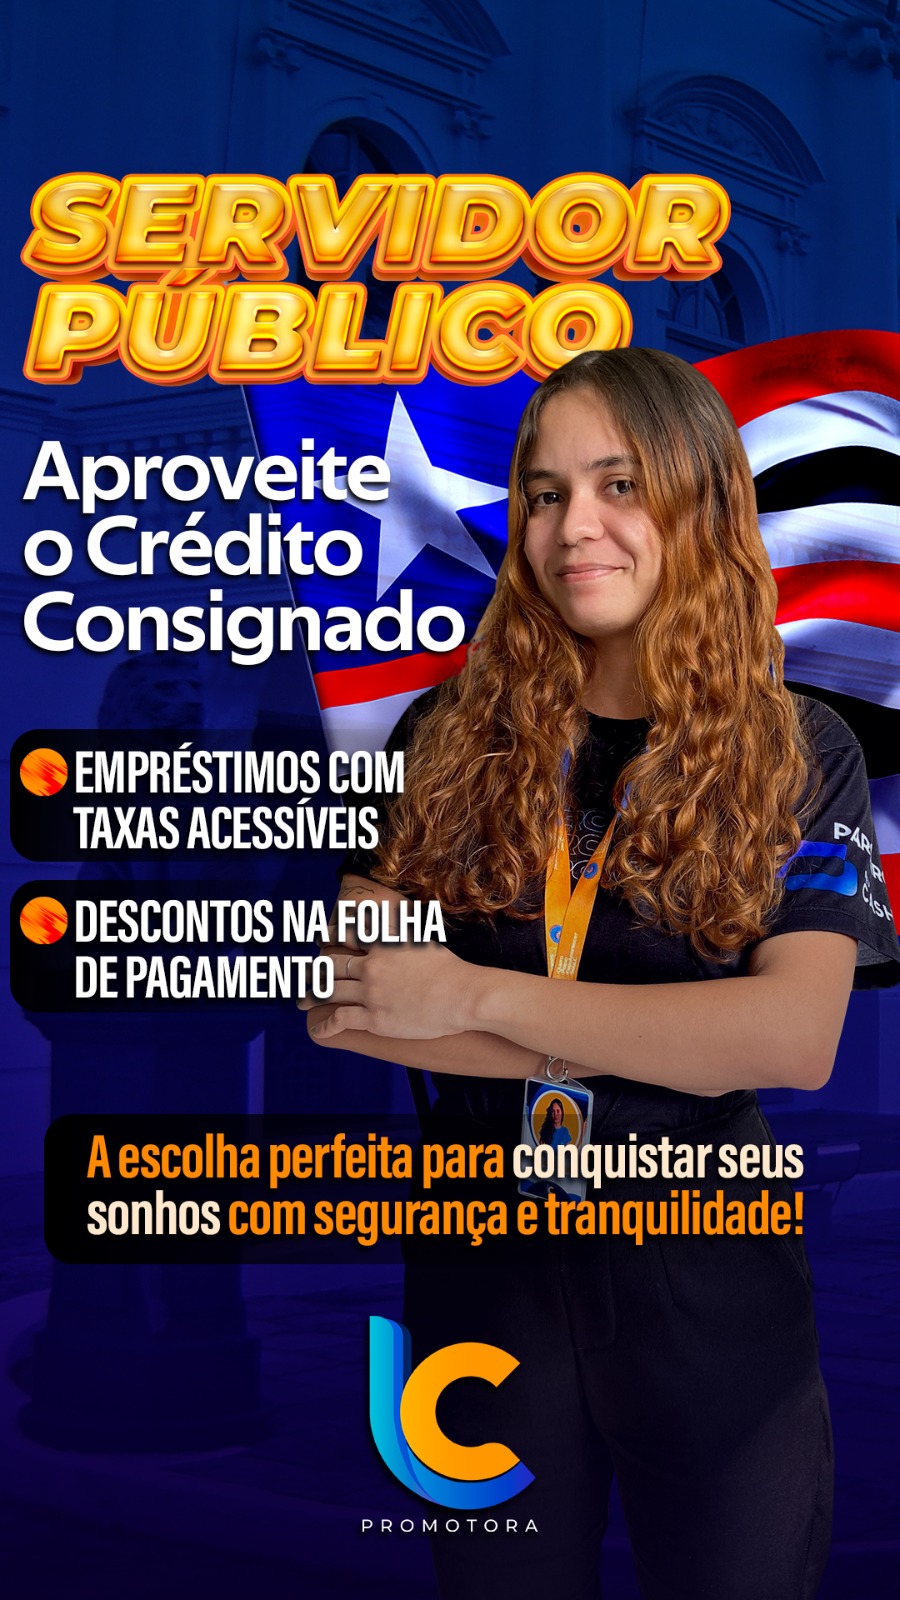 SERVIDOR
PÚBLICO
Aproveite
o Crédito
Consignado
EMPRÉSTIMOS COM
TAXAS ACESSÍVEIS
DESCONTOS NA FOLHA
DE PAGAMENTO
A escolha perfeita para conquistar seus
sonhos com segurança e tranquilidade!
LC
PROMOTORA